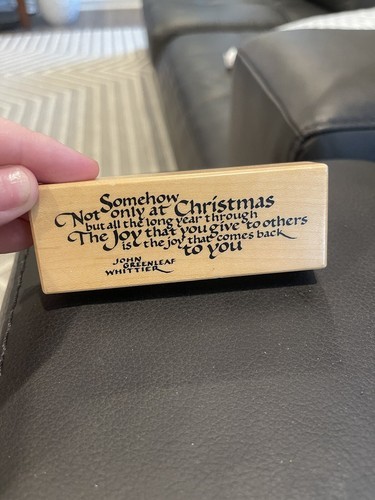 Somehow
Not only at Christmas
but all the long year through
The Joy that you give to others
is the joy that comes back
to you
JOHN
GREENLEAF
WHITTIER